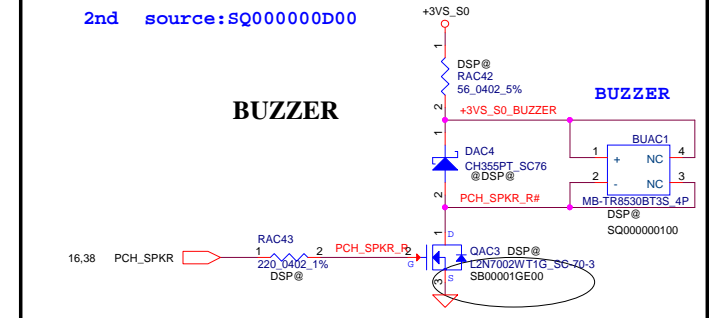 2nd source:SQ000000D00
+3VS_S0
1
DSP@
RAC42
56_0402_5%
2
+3VS_S0_BUZZER
BUZZER
BUZZER
BUAC1
1 + NC 4
2 - NC 3
MB-TR8530BT3S_4P
DSP@
SQ000000100
1
DAC4
CH355PT_SC76
@DSP@
2
PCH_SPKR_R#
16,38 PCH_SPKR
RAC43
1 2
220_0402_1%
DSP@
PCH_SPKR_R
2
G
1
D
S
3
QAC3 DSP@
L2N7002WT1G_SC-70-3
SB00001GE00